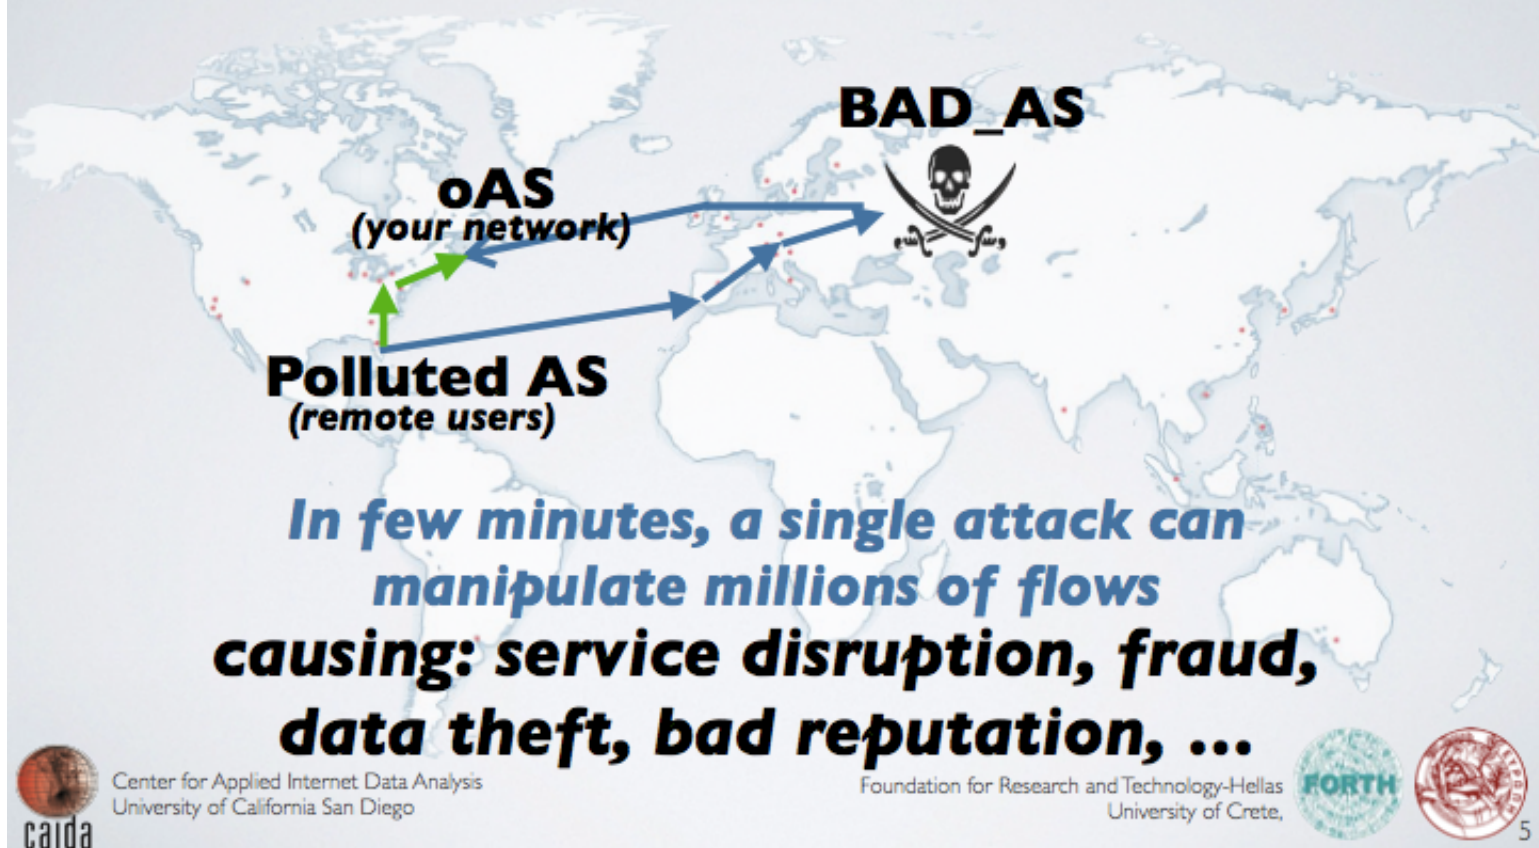 BAD_AS
oAS
(your network)
Polluted AS
(remote users)
In few minutes, a single attack can
manipulate millions of flows
causing: service disruption, fraud,
data theft, bad reputation, ...
caida
Center for Applied Internet Data Analysis
University of California San Diego
Foundation for Research and Technology-Hellas
University of Crete,
FORTH
5